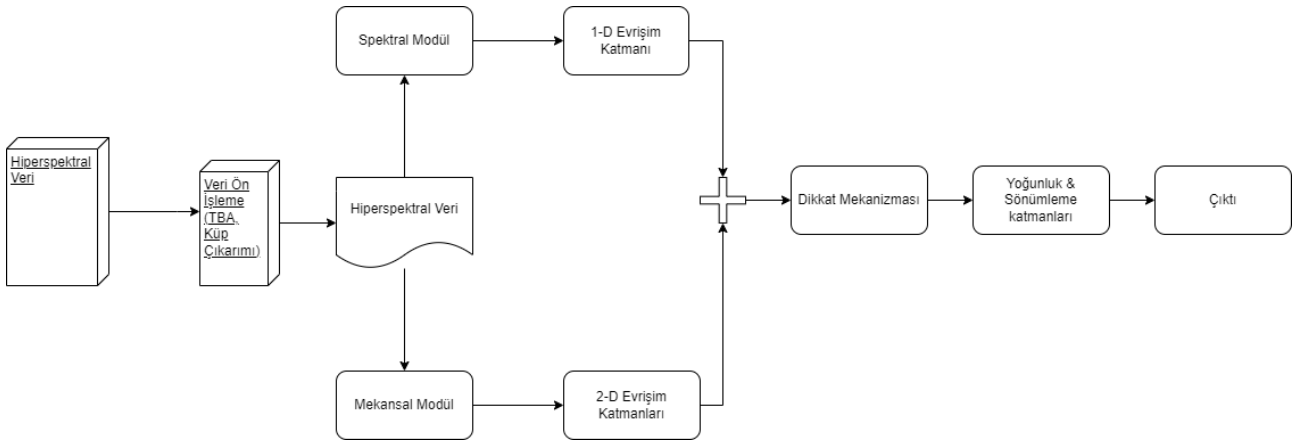 Spektral Modül
1-D Evrişim
Katmanı
Hiperspektral
Veri
Veri Ön
İşleme
(TBA,
Küp
Çıkarımı)
Hiperspektral Veri
Dikkat Mekanizması
Yoğunluk &
Sönümleme
katmanları
Çıktı
Mekansal Modül
2-D Evrişim
Katmanları